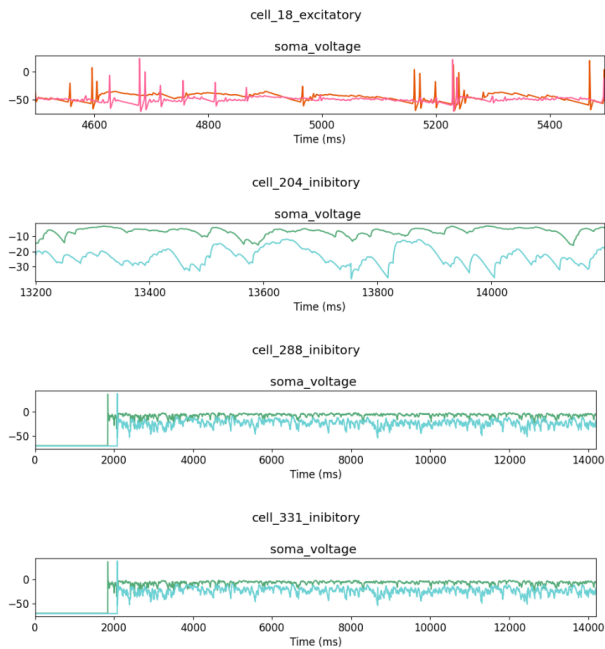 cell_18_excitatory
soma_voltage
0
−50
4600 4800 5000 5200 5400
Time (ms)
cell_204_inibitory
soma_voltage
−10
−20
−30
13200 13400 13600 13800 14000
Time (ms)
cell_288_inibitory
soma_voltage
0
−50
0 2000 4000 6000 8000 10000 12000 14000
Time (ms)
cell_331_inibitory
soma_voltage
0
−50
0 2000 4000 6000 8000 10000 12000 14000
Time (ms)